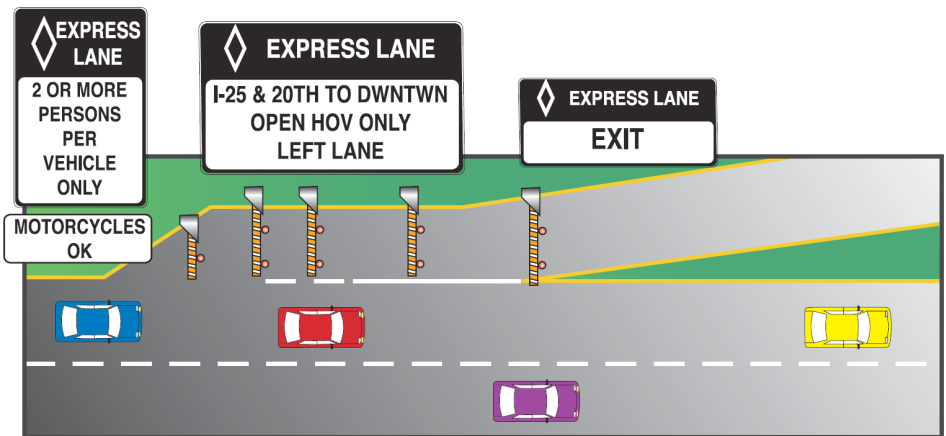 EXPRESS
LANE
2 OR MORE
PERSONS
PER
VEHICLE
ONLY
MOTORCYCLES
OK
EXPRESS LANE
I-25 & 20TH TO DWNTWN
OPEN HOV ONLY
LEFT LANE
EXPRESS LANE
EXIT